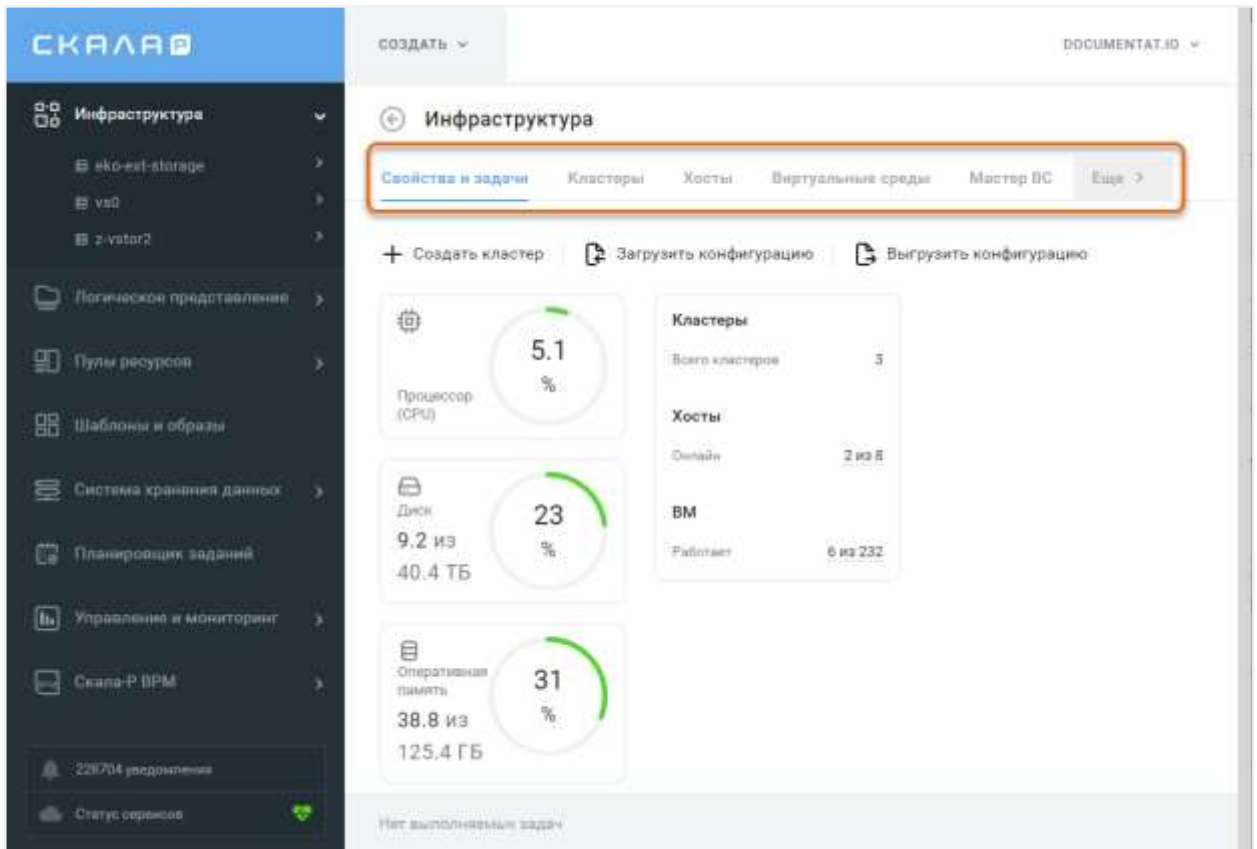 СКАЛА Р
СОЗДАТЬ
DOCUMENTAT.IO
Инфраструктура
eko-ext-storage
vs0
z-vstor2
Логическое представление
Пулы ресурсов
Шаблоны и образы
Система хранения данных
Планировщик заданий
Управление и мониторинг
Скала-Р ВРМ
228704 уведомления
Статус сервисов
Инфраструктура
Свойства и задачи Кластеры Хосты Виртуальные среды Мастер ВС Еще
Создать кластер Загрузить конфигурацию Выгрузить конфигурацию
5.1
%
Процессор
(CPU)
Диск
9.2 из
40.4 ТБ
23
%
Оперативная
память
38.8 из
125.4 ГБ
31
%
Кластеры
Всего кластеров 3
Хосты
Онлайн 2 из 8
ВМ
Работает 6 из 232
Нет выполняемых задач